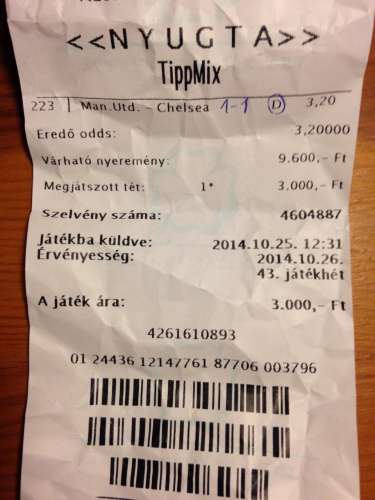 <<NYUGTA>>
TippMix
223 | Man.Utd. - Chelsea 1-1 D 3,20
Eredő odds: 3,20000
Várható nyeremény: 9.600,- Ft
Megjátszott tét: 1* 3.000,- Ft
Szelvény száma: 4604887
Játékba küldve: 2014.10.25. 12:31
Érvényesség: 2014.10.26.
43. játékhét
A játék ára: 3.000,- Ft
4261610893
01 24436 12147761 87706 003796